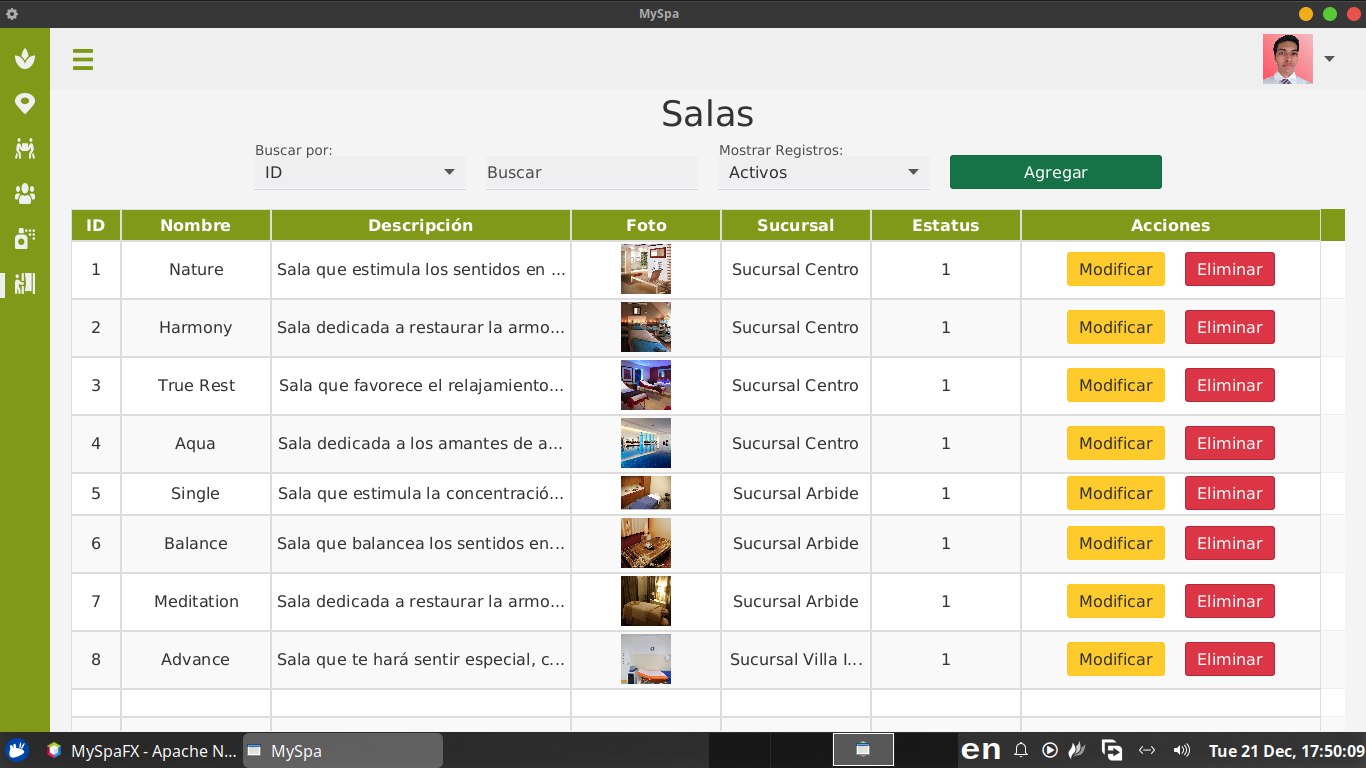 MySpa
Salas
Buscar por:
Mostrar Registros:
ID
Buscar
Activos
Agregar
ID Nombre Descripción Foto Sucursal Estatus Acciones
1 Nature Sala que estimula los sentidos en ... Sucursal Centro 1 Modificar Eliminar
2 Harmony Sala dedicada a restaurar la armo... Sucursal Centro 1 Modificar Eliminar
3 True Rest Sala que favorece el relajamiento... Sucursal Centro 1 Modificar Eliminar
4 Aqua Sala dedicada a los amantes de a... Sucursal Centro 1 Modificar Eliminar
5 Single Sala que estimula la concentració... Sucursal Arbide 1 Modificar Eliminar
6 Balance Sala que balancea los sentidos en... Sucursal Arbide 1 Modificar Eliminar
7 Meditation Sala dedicada a restaurar la armo... Sucursal Arbide 1 Modificar Eliminar
8 Advance Sala que te hará sentir especial, c... Sucursal Villa I... 1 Modificar Eliminar
MySpaFX - Apache N... MySpa en Tue 21 Dec, 17:50:09